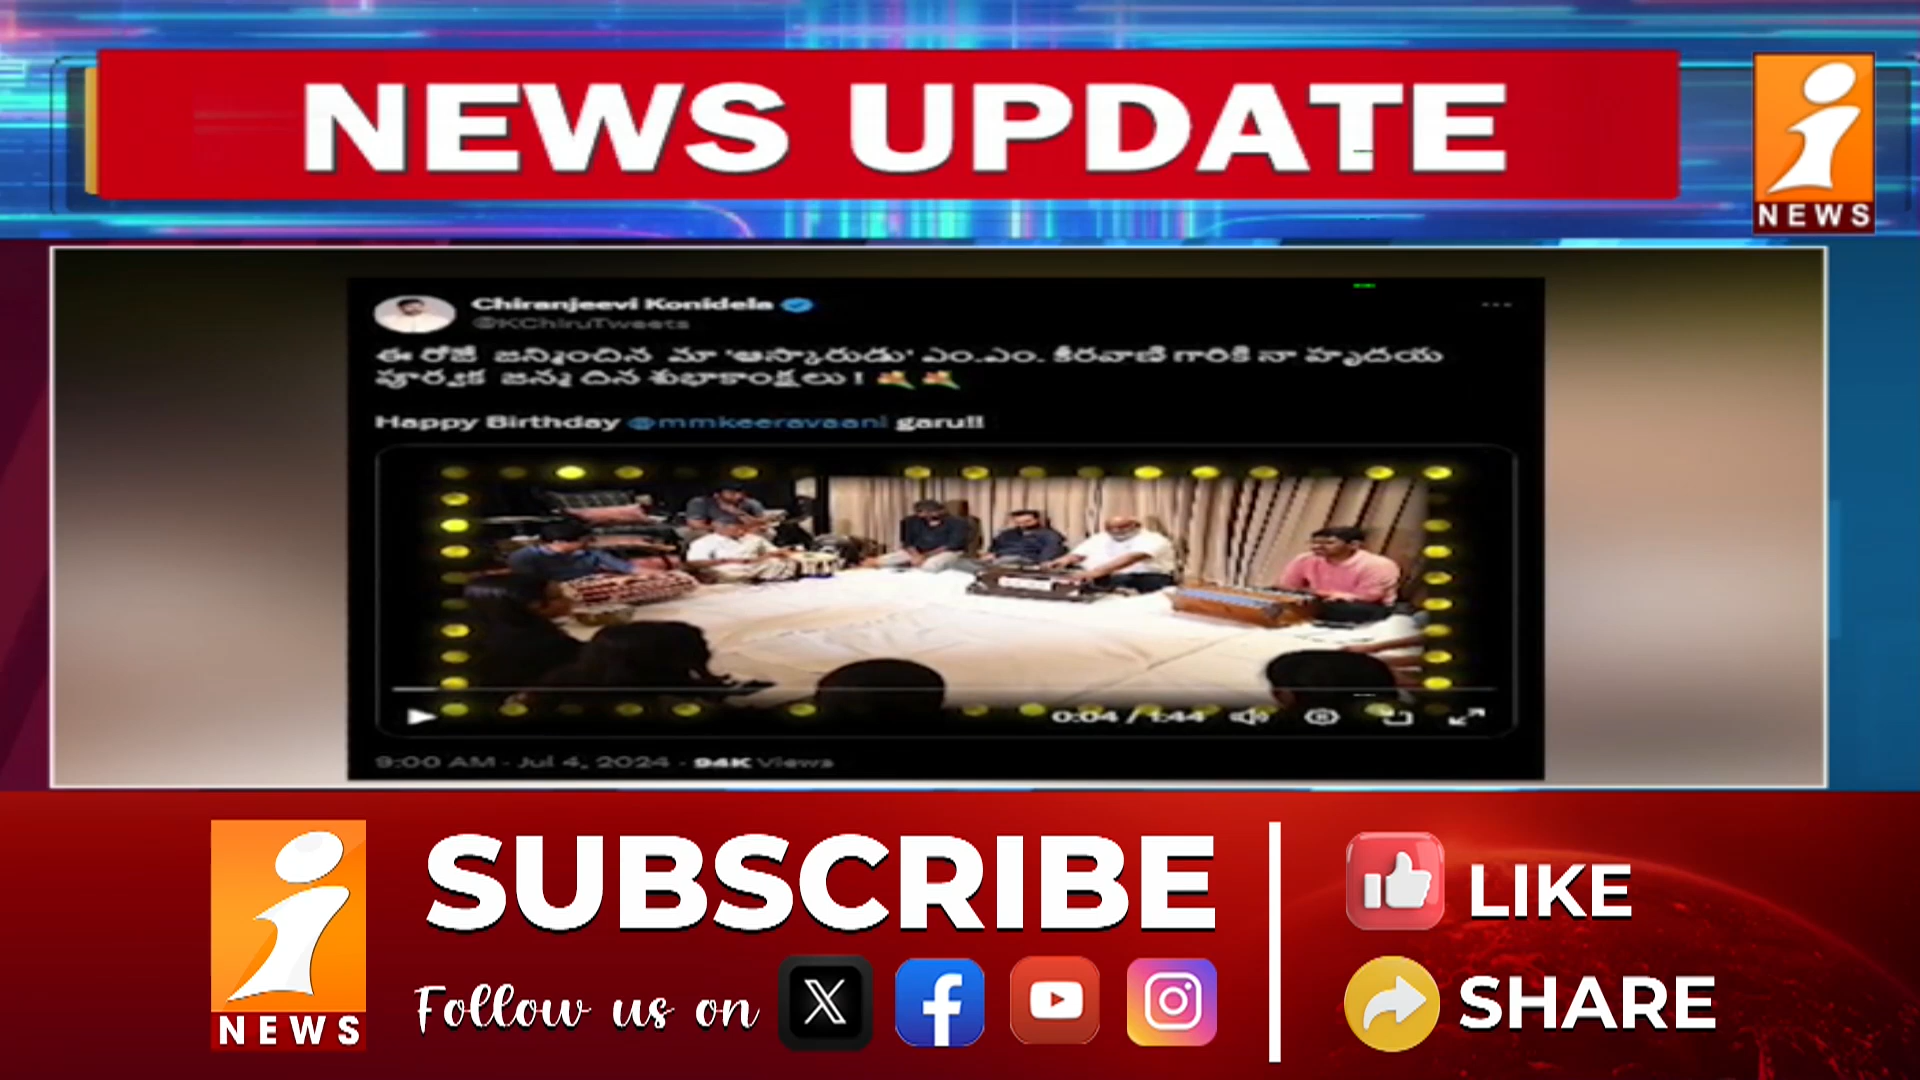 NEWS UPDATE
i
NEWS
Chiranjeevi Konidela
@KChiruTweets
ఈ రోజే జన్మించిన మా 'ఆస్కారుడు' ఎం.ఎం. కీరవాణి గారికి నా హృదయ
పూర్వక జన్మ దిన శుభాకాంక్షలు ! 💐 💐
Happy Birthday @mmkeeravaani garu!!
0:04 / 1:44
9:00 AM · Jul 4, 2024 · 94K Views
i
NEWS
SUBSCRIBE
Follow us on
LIKE
SHARE